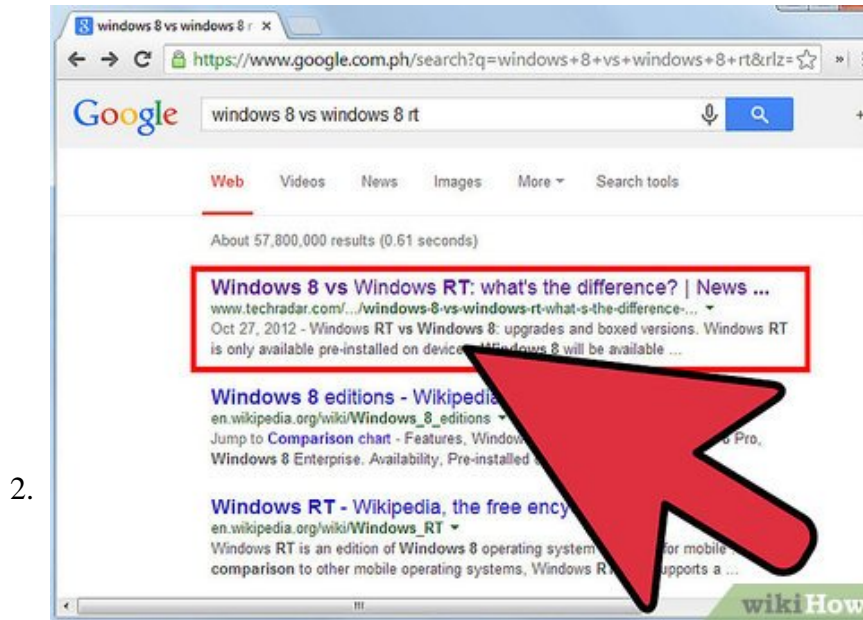 windows 8 vs windows 8 r
https://www.google.com.ph/search?q=windows+8+vs+windows+8+rt&rlz=
Google windows 8 vs windows 8 rt
Web Videos News Images More Search tools
About 57,800,000 results (0.61 seconds)
Windows 8 vs Windows RT: what's the difference? | News ...
www.techradar.com/.../windows-8-vs-windows-rt-what-s-the-difference-...
Oct 27, 2012 - Windows RT vs Windows 8: upgrades and boxed versions. Windows RT
is only available pre-installed on device Windows 8 will be available ...
Windows 8 editions - Wikipedia
en.wikipedia.org/wiki/Windows_8_editions
Jump to Comparison chart - Features, Window Pro,
Windows 8 Enterprise. Availability, Pre-installed
2.
Windows RT - Wikipedia, the free ency
en.wikipedia.org/wiki/Windows_RT
Windows RT is an edition of Windows 8 operating system for mobile
comparison to other mobile operating systems, Windows R supports a ...
wikiHow